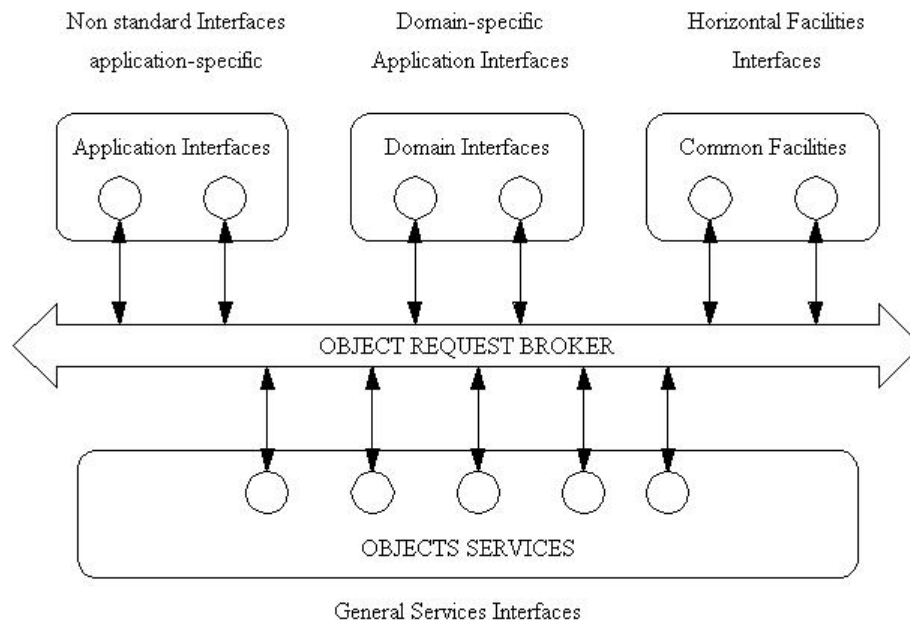 Non standard Interfaces
application-specific
Domain-specific
Application Interfaces
Horizontal Facilities
Interfaces
Application Interfaces
Domain Interfaces
Common Facilities
OBJECT REQUEST BROKER
OBJECTS SERVICES
General Services Interfaces